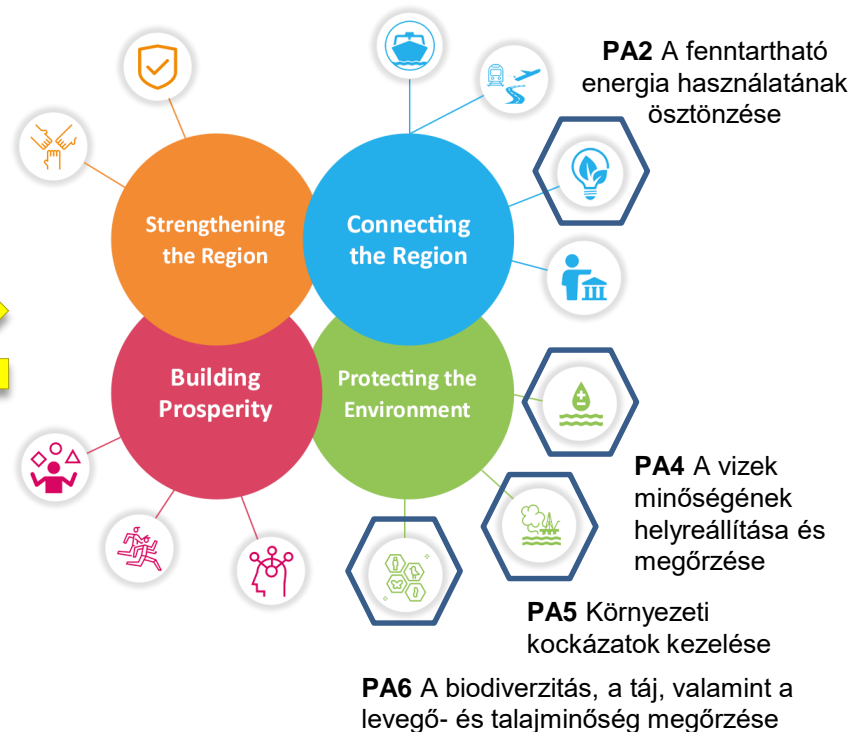 PA2 A fenntartható
energia használatának
ösztönzése
Strengthening
the Region
Connecting
the Region
Building
Prosperity
Protecting the
Environment
PA4 A vizek
minőségének
helyreállítása és
megőrzése
PA5 Környezeti
kockázatok kezelése
PA6 A biodiverzitás, a táj, valamint a
levegő- és talajminőség megőrzése